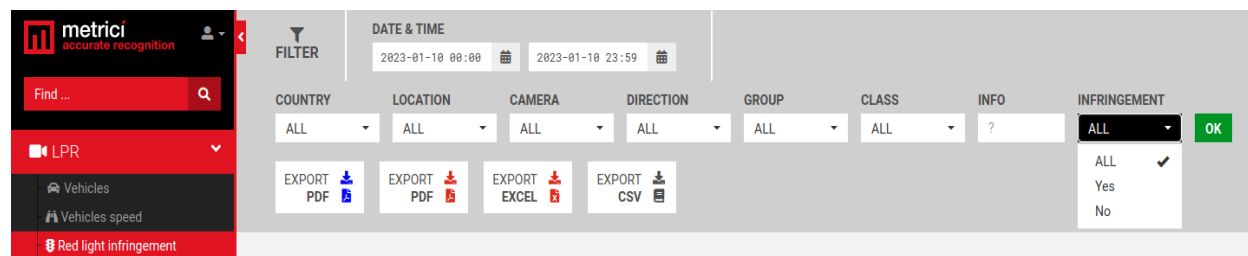 metrici
accurate recognition
Find ...
LPR
Vehicles
Vehicles speed
Red light infringement
FILTER
DATE & TIME
2023-01-10 00:00 2023-01-10 23:59
COUNTRY LOCATION CAMERA DIRECTION GROUP CLASS INFO INFRINGEMENT
ALL ALL ALL ALL ALL ALL ? ALL OK
ALL
Yes
No
EXPORT PDF
EXPORT PDF
EXPORT EXCEL
EXPORT CSV